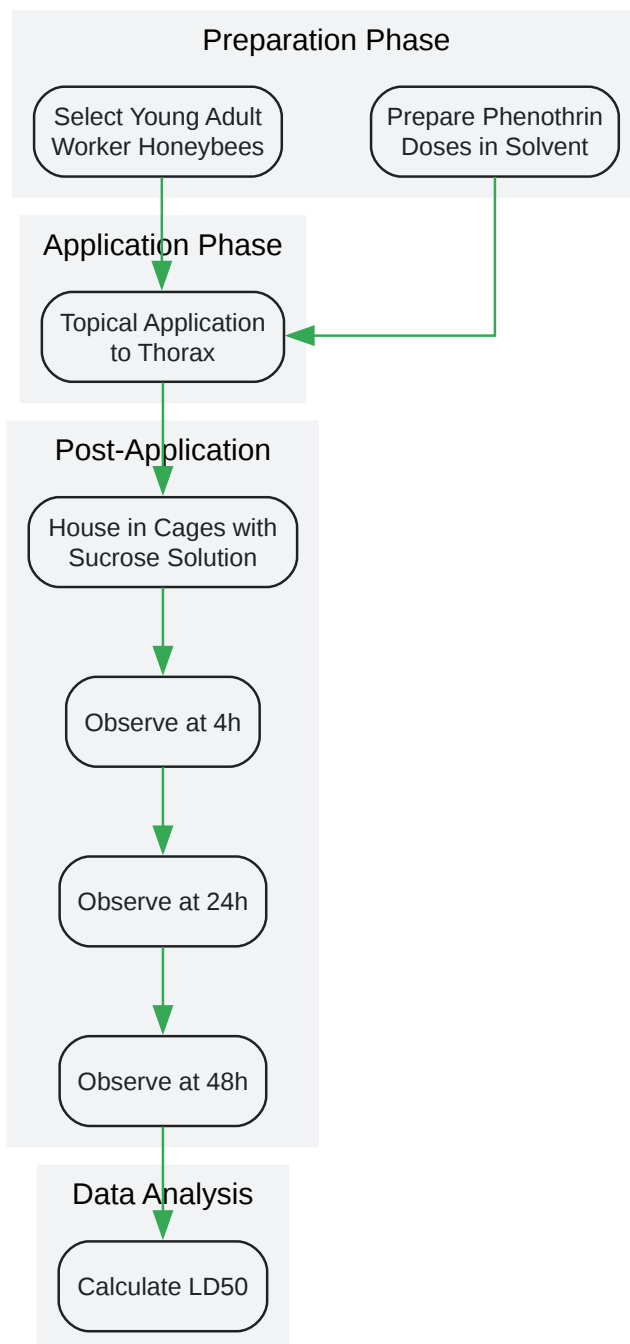 Preparation Phase
Select Young Adult
Worker Honeybees
Prepare Phenothrin
Doses in Solvent
Application Phase
Topical Application
to Thorax
Post-Application
House in Cages with
Sucrose Solution
Observe at 4h
Observe at 24h
Observe at 48h
Data Analysis
Calculate LD50